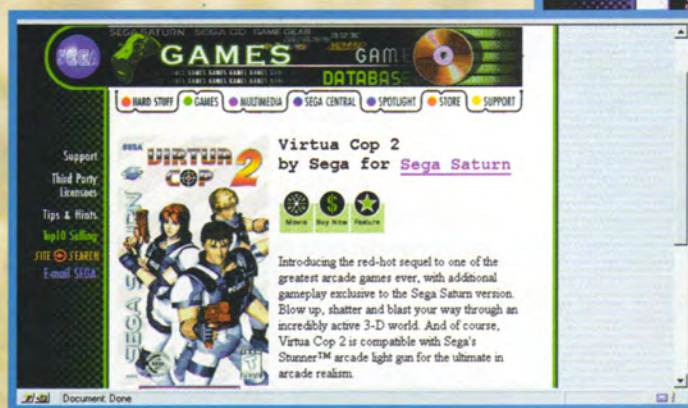 SEGA SATURN SEGA CD GAME GEAR
SEGA
GAMES
GAME
DATABASE
HARD STUFF GAMES MULTIMEDIA SEGA CENTRAL SPOTLIGHT STORE SUPPORT
Support
Third Party
Licensees
Tips & Hints
Top10 Selling
SITE SEARCH
E-mail SEGA
SEGA
VIRTUA
COP 2
SEGA SATURN
Virtua Cop 2
by Sega for Sega Saturn
Movie Buy Now Feature
Introducing the red-hot sequel to one of the
greatest arcade games ever, with additional
gameplay exclusive to the Sega Saturn version.
Blow up, shatter and blast your way through an
incredibly active 3-D world. And of course,
Virtua Cop 2 is compatible with Sega's
Stunner™ arcade light gun for the ultimate in
arcade realism.
Document: Done